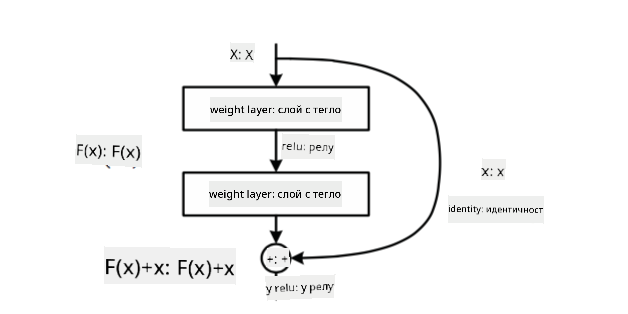 X: X
weight layer: слой с тегло
relu: релу
F(x): F(x)
x: x
weight layer: слой с тегло
identity: идентичност
+: +
F(x)+x: F(x)+x
y relu: у релу